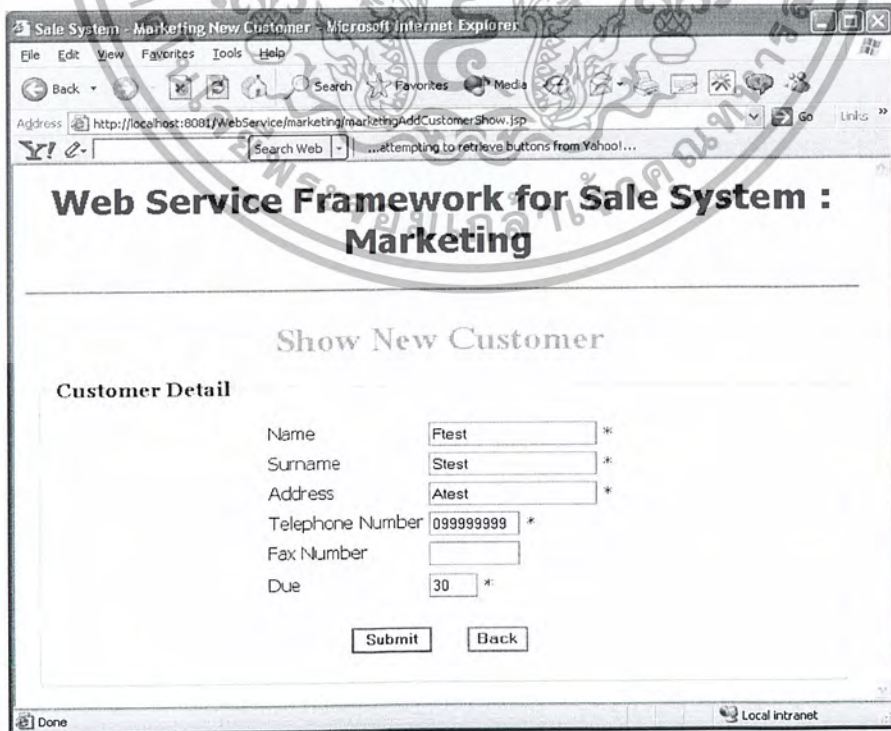 Sale System - Marketing New Customer - Microsoft Internet Explorer
File Edit View Favorites Tools Help
Back Search Favorites Media
Address http://localhost:8081/WebService/marketing/marketingAddCustomerShow.jsp Go Links »
Y! Search Web ...attempting to retrieve buttons from Yahoo!...
Web Service Framework for Sale System :
Marketing
Show New Customer
Customer Detail
Name Ftest *
Surname Stest *
Address Atest *
Telephone Number 099999999 *
Fax Number
Due 30 *
Submit Back
Done Local intranet